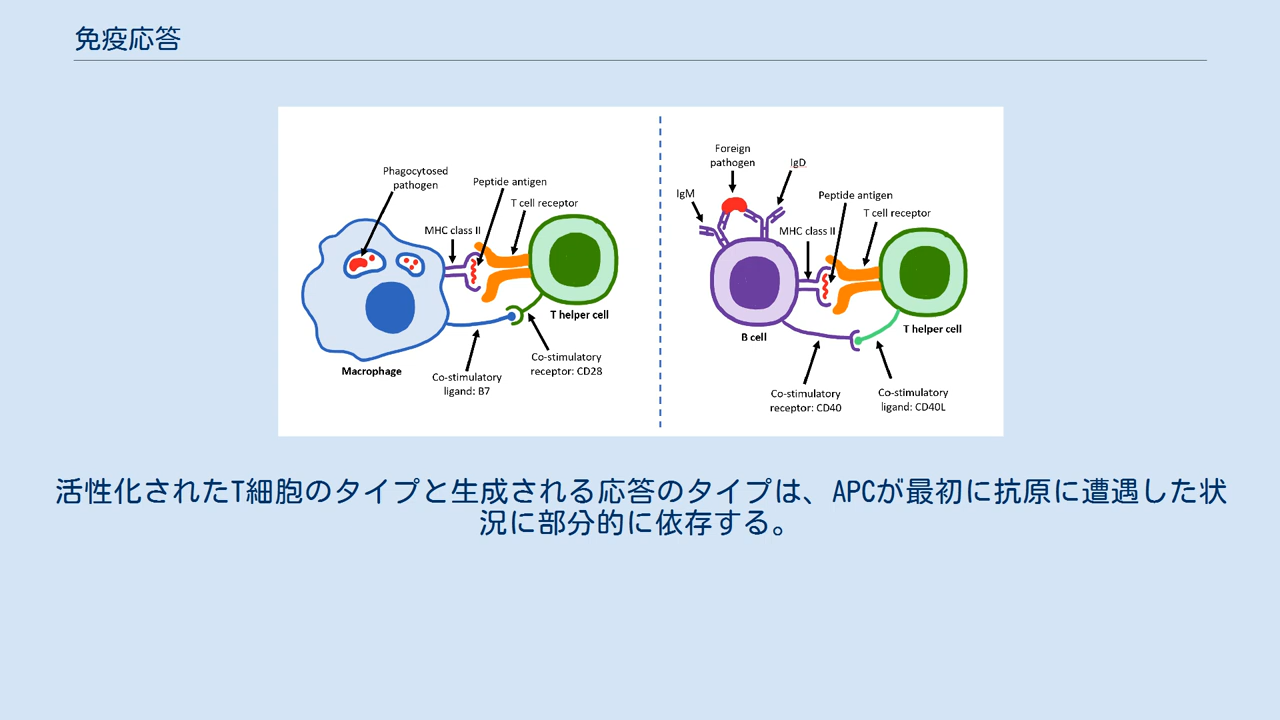 免疫応答
Phagocytosed
pathogen
Peptide antigen
T cell receptor
MHC class II
T helper cell
Macrophage
Co-stimulatory
ligand: B7
Co-stimulatory
receptor: CD28
Foreign
pathogen
IgD
IgM
Peptide antigen
T cell receptor
MHC class II
B cell
T helper cell
Co-stimulatory
receptor: CD40
Co-stimulatory
ligand: CD40L
活性化されたT細胞のタイプと生成される応答のタイプは、APCが最初に抗原に遭遇した状
況に部分的に依存する。